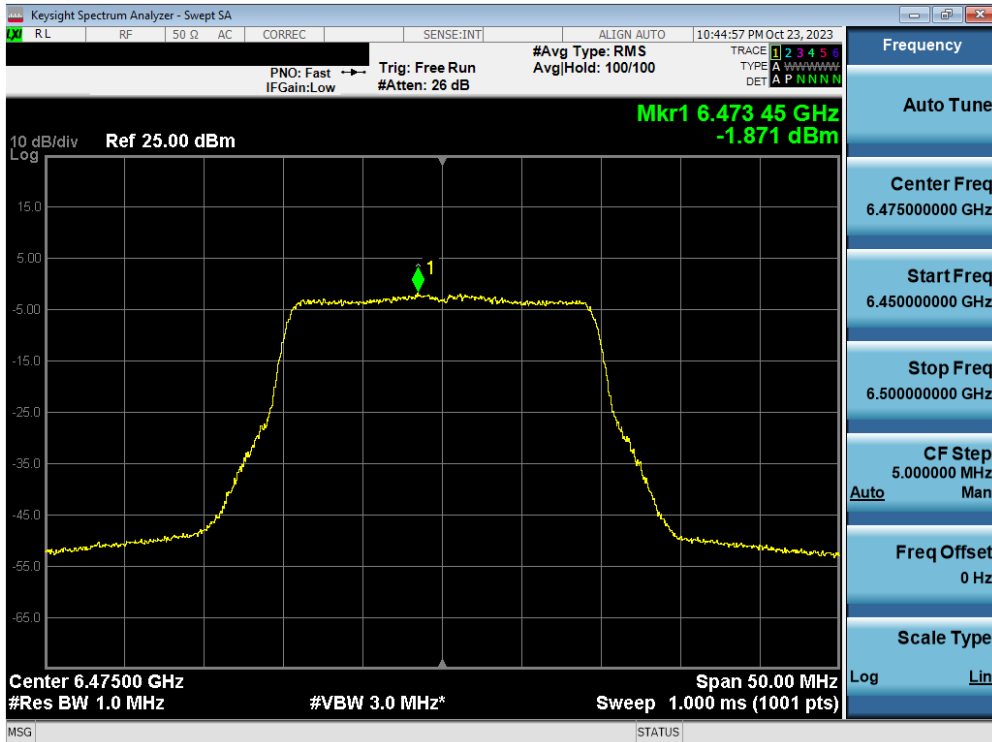 Keysight Spectrum Analyzer - Swept SA
LXI RL RF 50 Ω AC CORREC SENSE:INT ALIGN AUTO 10:44:57 PM Oct 23, 2023
PNO: Fast Trig: Free Run #Avg Type: RMS TRACE 1 2 3 4 5 6
IFGain:Low #Atten: 26 dB Avg|Hold: 100/100 TYPE A WWWWW
DET A P N N N N
Mkr1 6.473 45 GHz
-1.871 dBm
10 dB/div Ref 25.00 dBm
Log
15.0
5.00
1
-5.00
-15.0
-25.0
-35.0
-45.0
-55.0
-65.0
Center 6.47500 GHz Span 50.00 MHz
#Res BW 1.0 MHz #VBW 3.0 MHz* Sweep 1.000 ms (1001 pts)
MSG STATUS
Frequency
Auto Tune
Center Freq
6.475000000 GHz
Start Freq
6.450000000 GHz
Stop Freq
6.500000000 GHz
CF Step
5.000000 MHz
Auto Man
Freq Offset
0 Hz
Scale Type
Log Lin